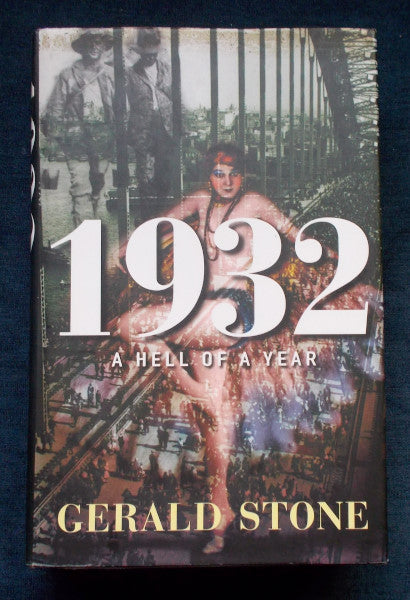 1932
A HELL OF A YEAR
GERALD STONE